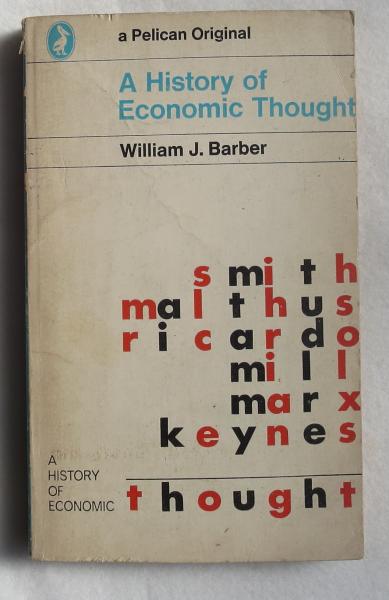 a Pelican Original
A History of
Economic Thought
William J. Barber
smith
malthus
ricardo
mill
marx
keynes
A
HISTORY
OF
ECONOMIC
thought